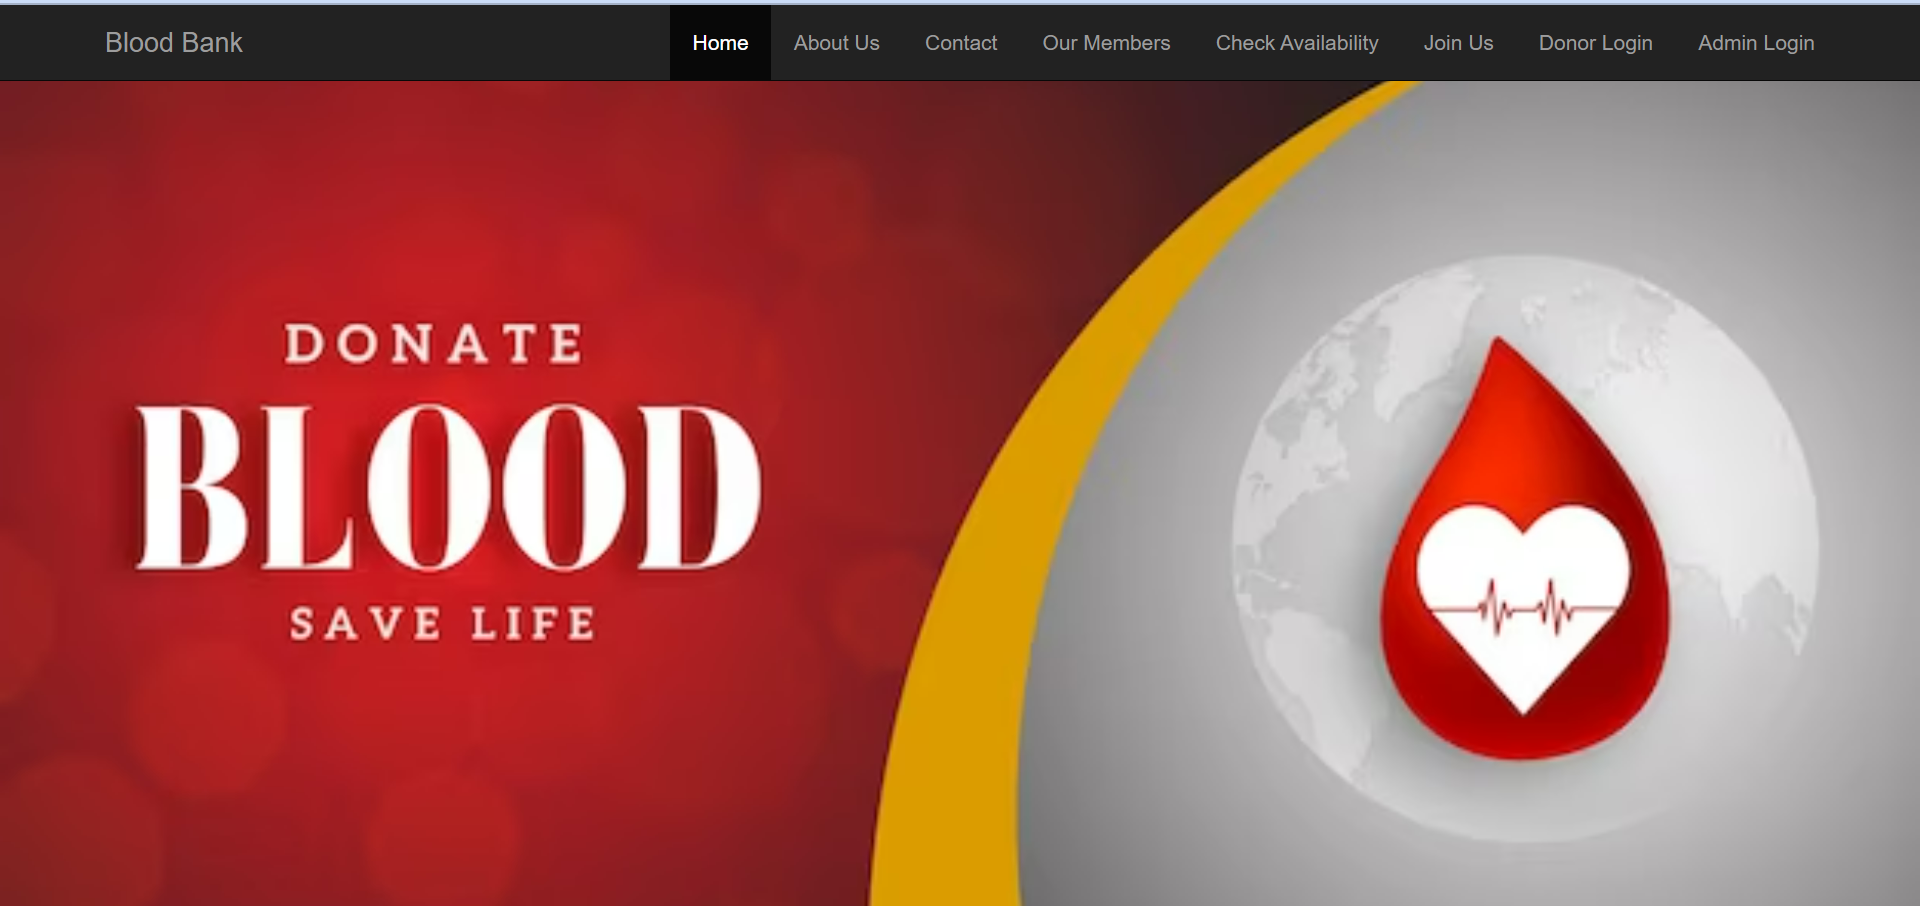 Blood Bank Home About Us Contact Our Members Check Availability Join Us Donor Login Admin Login
DONATE
BLOOD
SAVE LIFE